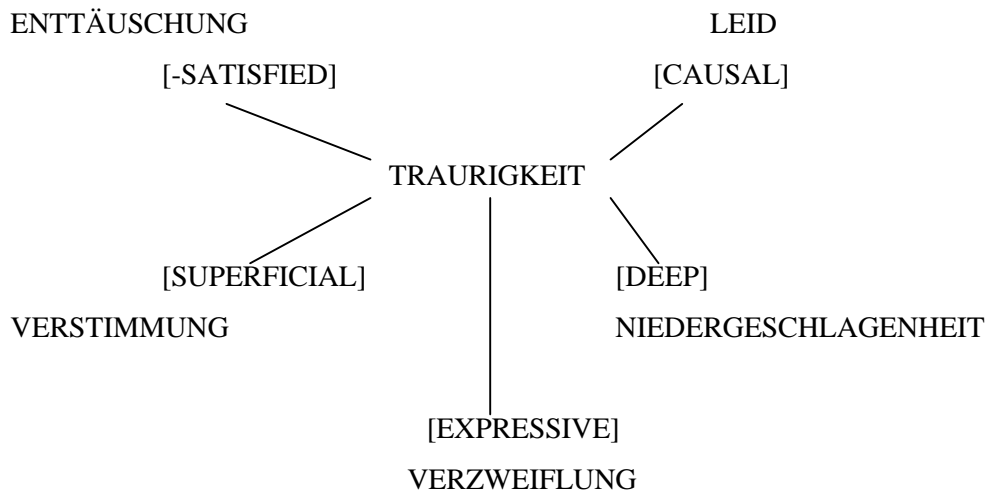 ENTTÄUSCHUNG LEID
[-SATISFIED] [CAUSAL]
TRAURIGKEIT
[SUPERFICIAL] [DEEP]
VERSTIMMUNG NIEDERGESCHLAGENHEIT
[EXPRESSIVE]
VERZWEIFLUNG